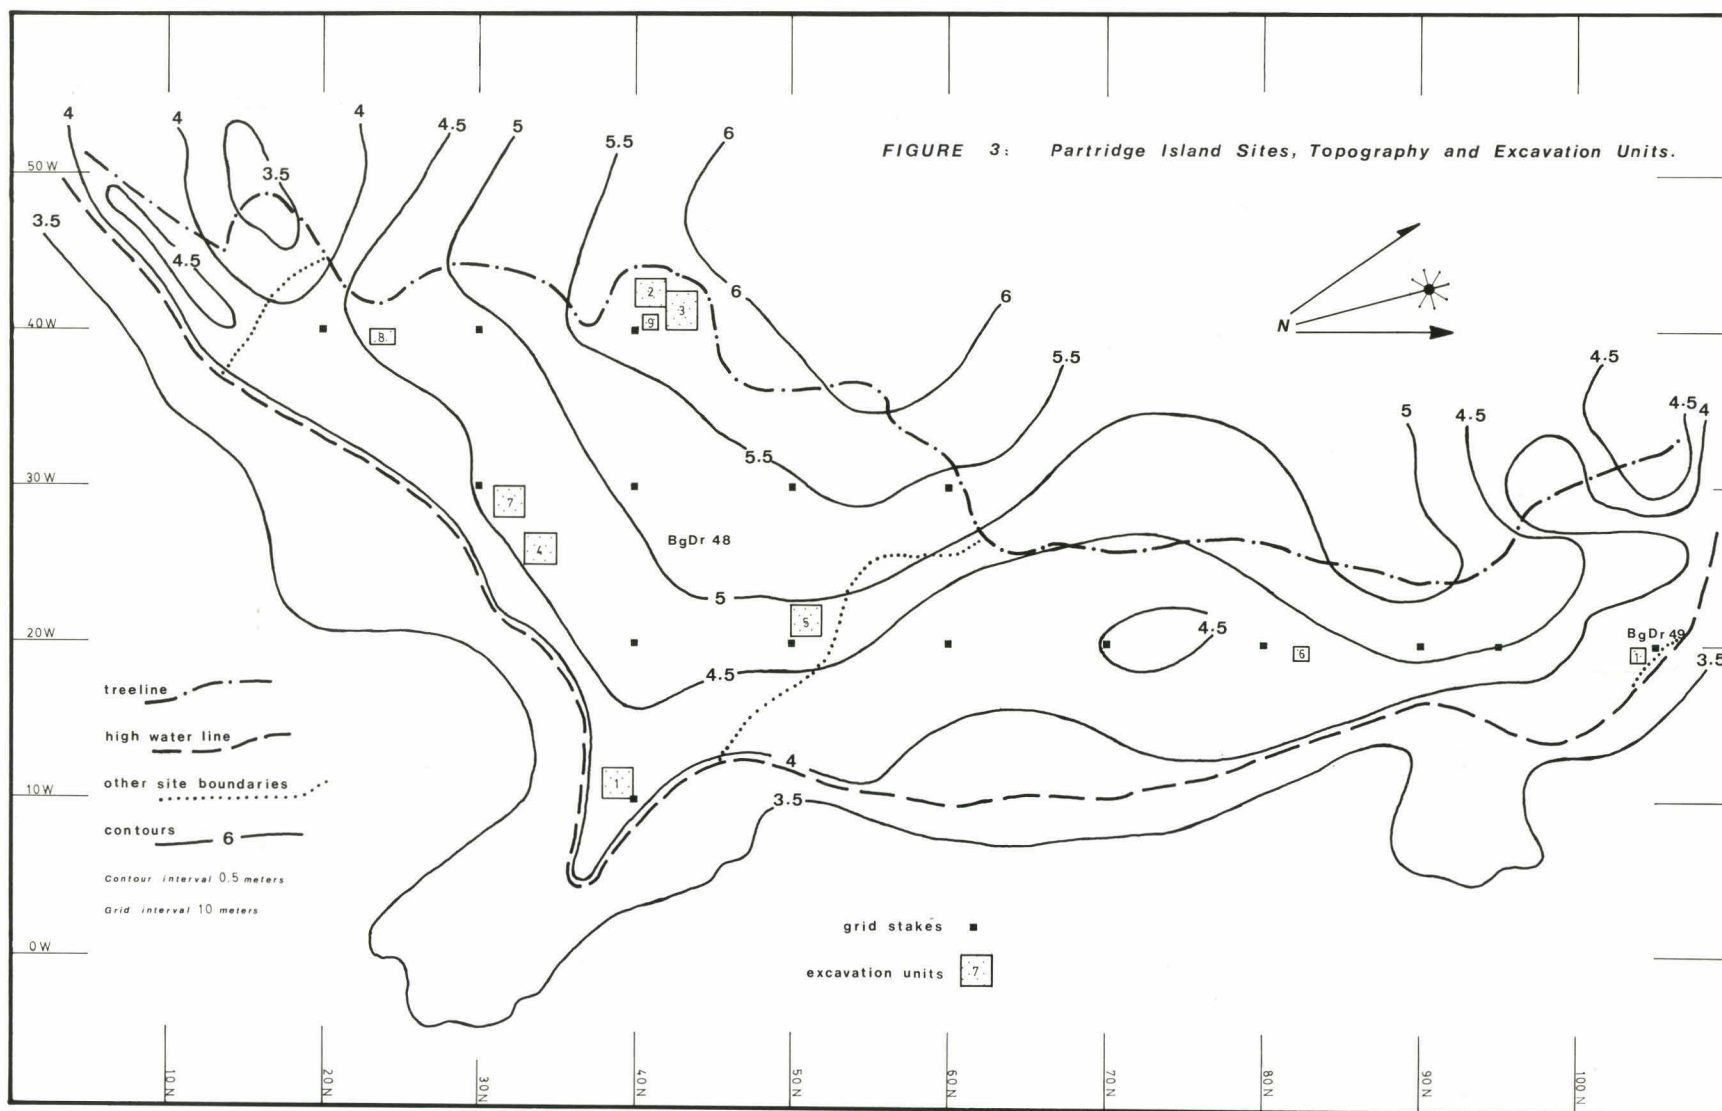 4
4
4
4.5
5
5.5
6
FIGURE 3: Partridge Island Sites, Topography and Excavation Units.
50 W
3.5
3.5
4.5
2
3
6
6
N
40 W
8
9
5.5
4.5
5
4.5
4.5
4
5.5
30 W
7
4
BgDr 48
5
5
20 W
4.5
6
BgDr 49
1
4.5
3.5
treeline
high water line
4
other site boundaries
1
10 W
3.5
contours
6
Contour interval 0.5 meters
Grid interval 10 meters
grid stakes
0 W
excavation units
7
10 N
20 N
30 N
40 N
50 N
60 N
70 N
80 N
90 N
100 N